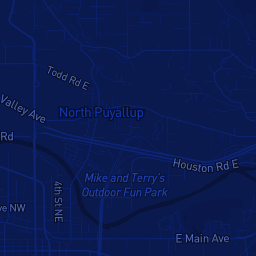 Todd Rd E
Valley Ave
North Puyallup
Rd
Houston Rd E
Mike and Terry's
Outdoor Fun Park
4th St NE
ve NW
E Main Ave